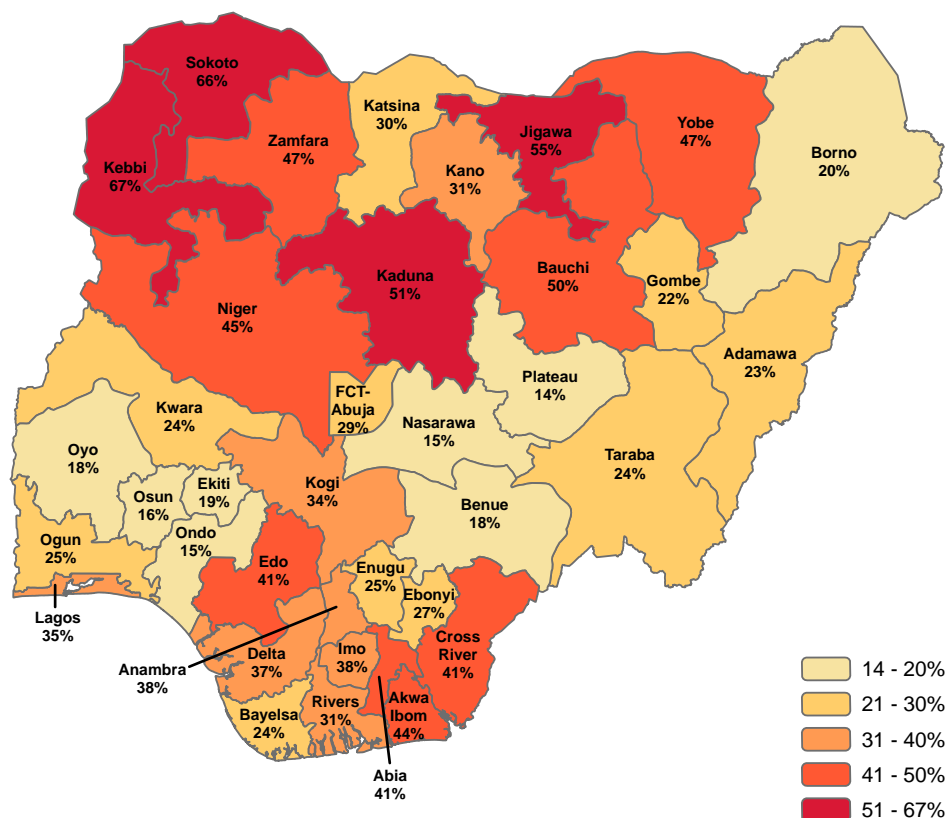 Sokoto
66%
Kebbi
67%
Zamfara
47%
Katsina
30%
Kano
31%
Jigawa
55%
Yobe
47%
Borno
20%
Kaduna
51%
Bauchi
50%
Gombe
22%
Adamawa
23%
Niger
45%
Plateau
14%
FCT-
Abuja
29%
Nasarawa
15%
Taraba
24%
Kwara
24%
Oyo
18%
Osun
16%
Ekiti
19%
Kogi
34%
Benue
18%
Ogun
25%
Ondo
15%
Edo
41%
Enugu
25%
Ebonyi
27%
Lagos
35%
Anambra
38%
Delta
37%
Imo
38%
Cross
River
41%
Bayelsa
24%
Rivers
31%
Akwa
Ibom
44%
Abia
41%
14 - 20%
21 - 30%
31 - 40%
41 - 50%
51 - 67%